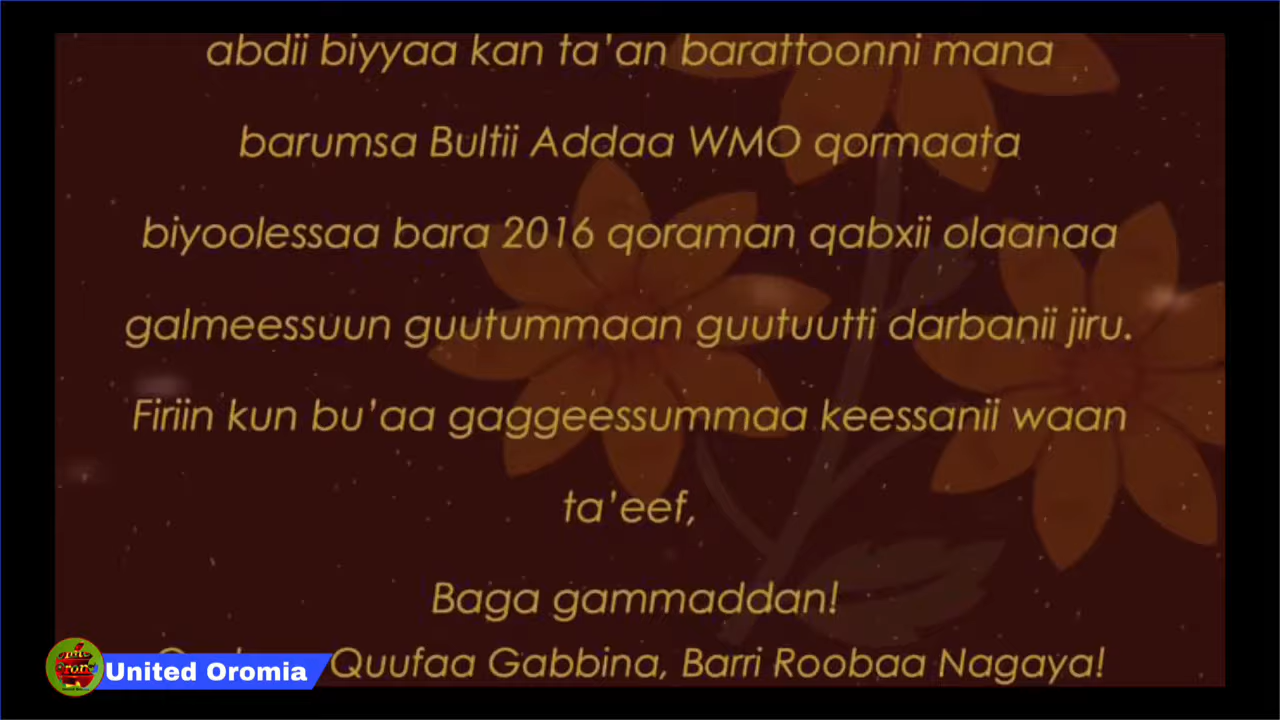 abdii biyyaa kan ta’an barattoonni mana
barumsa Bultii Addaa WMO qormaata
biyoolessaa bara 2016 qoraman qabxii olaanaa
galmeessuun guutummaan guutuutti darbanii jiru.
Firiin kun bu’aa gaggeessummaa keessanii waan
ta’eef,
Baga gammaddan!
Quufaa Gabbina, Barri Roobaa Nagaya!
United Oromia